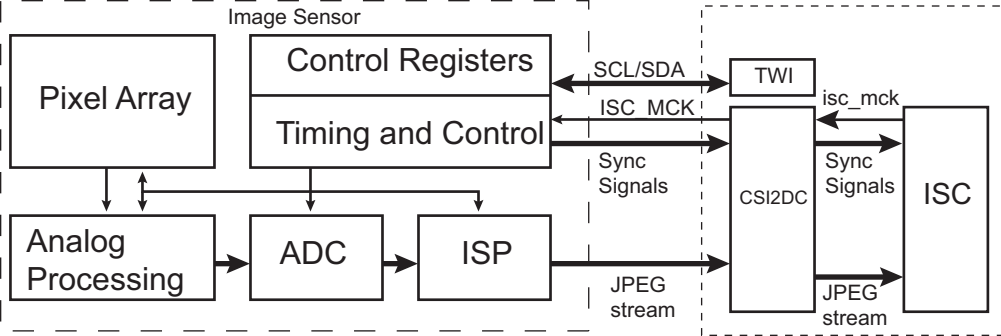 Image Sensor
Control Registers
Pixel Array
Timing and Control
SCL/SDA
TWI
ISC_MCK
isc_mck
Sync
Signals
Sync
Signals
CSI2DC
ISC
Analog
Processing
ADC
ISP
JPEG
stream
JPEG
stream